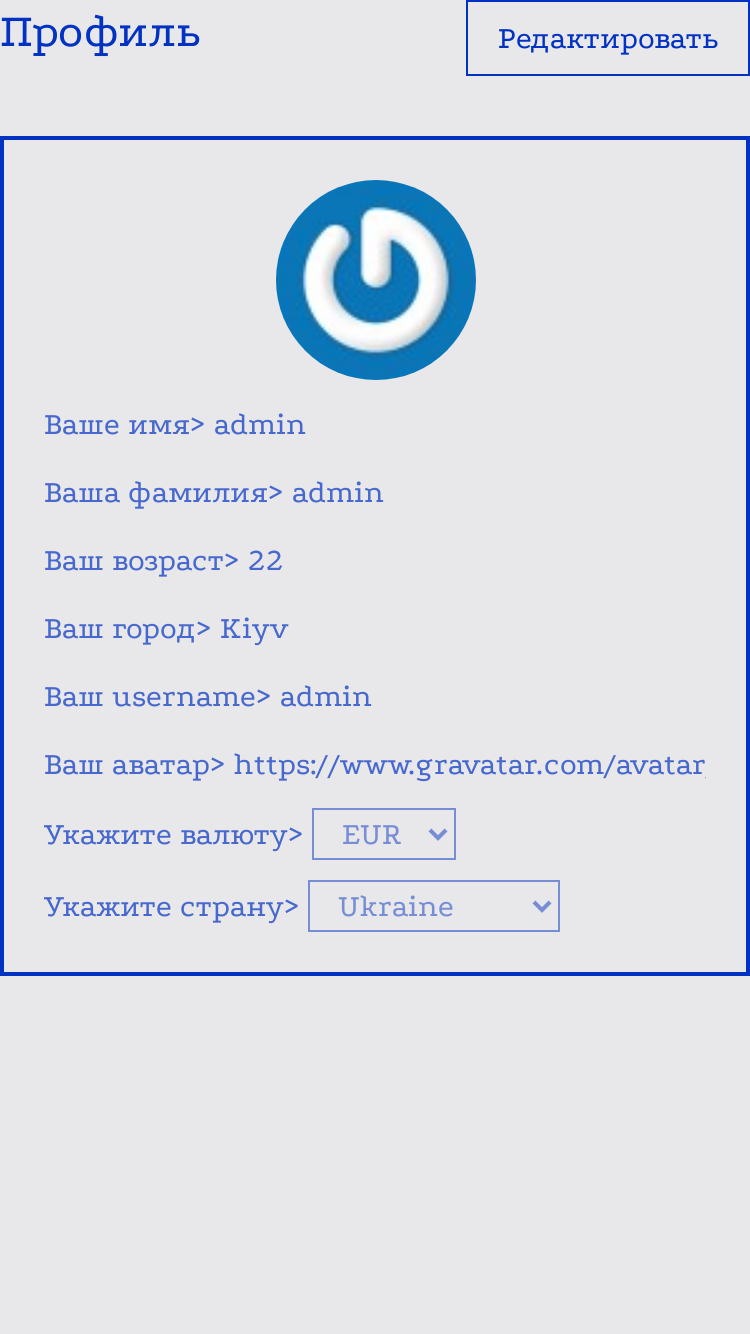 Профиль
Редактировать
Ваше имя> admin
Ваша фамилия> admin
Ваш возраст> 22
Ваш город> Kiyv
Ваш username> admin
Ваш аватар> https://www.gravatar.com/avatar
Укажите валюту> EUR
Укажите страну> Ukraine